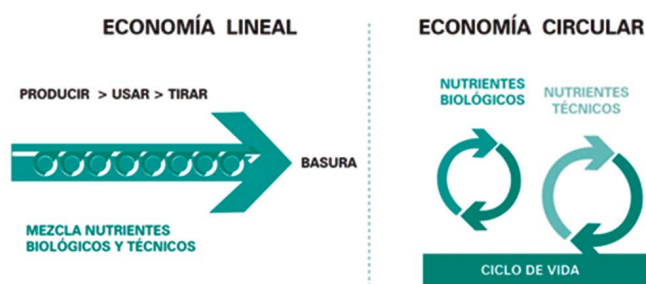 ECONOMÍA LINEAL
PRODUCIR > USAR > TIRAR
BASURA
MEZCLA NUTRIENTES
BIOLÓGICOS Y TÉCNICOS
ECONOMÍA CIRCULAR
NUTRIENTES
BIOLÓGICOS
NUTRIENTES
TÉCNICOS
CICLO DE VIDA